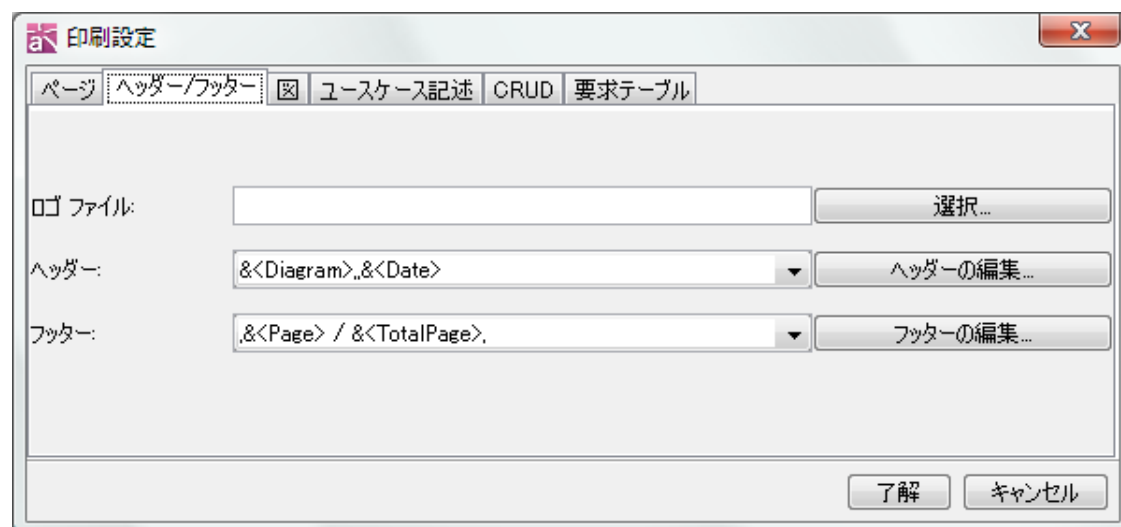 印刷設定
ページ ヘッダー/フッター 図 ユースケース記述 CRUD 要求テーブル
ロゴ ファイル: 選択...
ヘッダー: &<Diagram>,,&<Date> ヘッダーの編集...
フッター: ,&<Page> / &<TotalPage>, フッターの編集...
了解 キャンセル